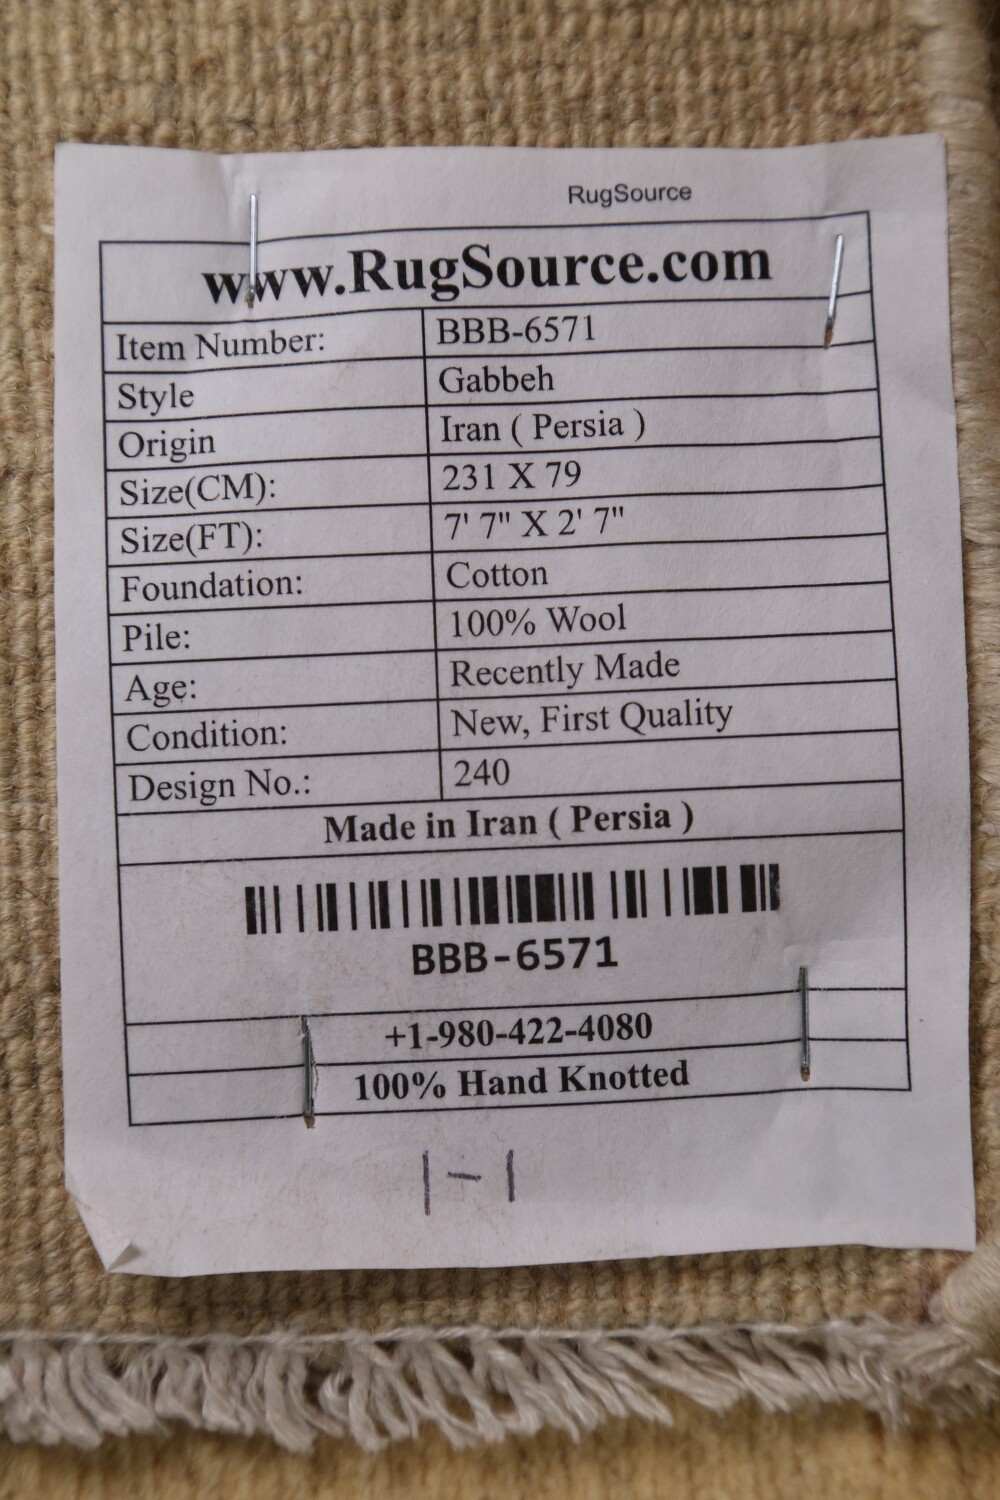 RugSource
www.RugSource.com
Item Number: BBB-6571
Style Gabbeh
Origin Iran ( Persia )
Size(CM): 231 X 79
Size(FT): 7' 7" X 2' 7"
Foundation: Cotton
Pile: 100% Wool
Age: Recently Made
Condition: New, First Quality
Design No.: 240
Made in Iran ( Persia )
BBB-6571
+1-980-422-4080
100% Hand Knotted
1-1